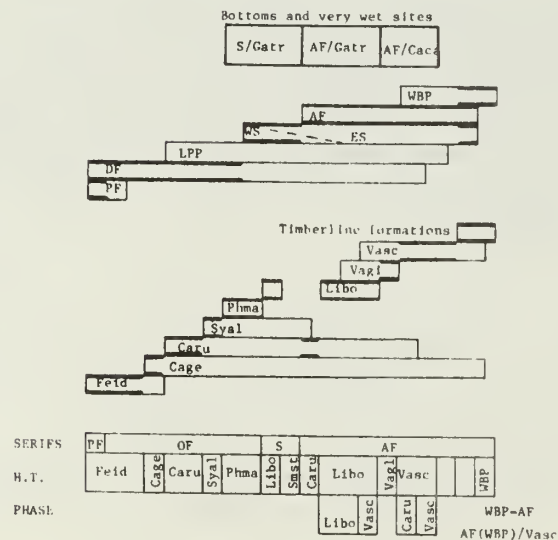 Bottoms and very wet sites
S/Gatr AF/Gatr AF/Caca
WBP
AF
WS ES
LPP
DF
PF
Timberline formations
Vasc
Vagl
Libo
Phma
Syal
Caru
Cage
Feid
SERIES PF DF S AF
H.T. Feid Cage Caru Syal Phma Libo Smst Caru Libo Vagl Vasc WBP
PHASE Libo Vasc Caru Vasc WBP-AF
AF(WBP)/Vasc